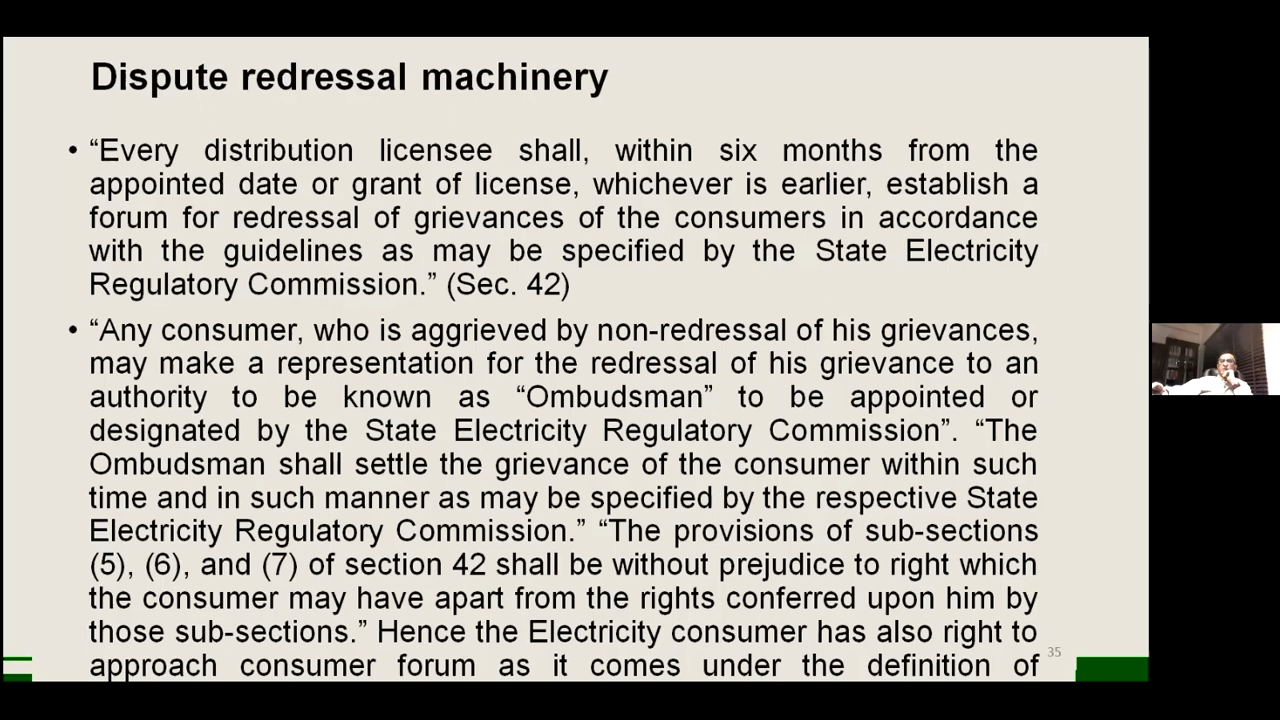 Dispute redressal machinery
• “Every distribution licensee shall, within six months from the
appointed date or grant of license, whichever is earlier, establish a
forum for redressal of grievances of the consumers in accordance
with the guidelines as may be specified by the State Electricity
Regulatory Commission.” (Sec. 42)
• “Any consumer, who is aggrieved by non-redressal of his grievances,
may make a representation for the redressal of his grievance to an
authority to be known as “Ombudsman” to be appointed or
designated by the State Electricity Regulatory Commission”. “The
Ombudsman shall settle the grievance of the consumer within such
time and in such manner as may be specified by the respective State
Electricity Regulatory Commission.” “The provisions of sub-sections
(5), (6), and (7) of section 42 shall be without prejudice to right which
the consumer may have apart from the rights conferred upon him by
those sub-sections.” Hence the Electricity consumer has also right to
approach consumer forum as it comes under the definition of
35